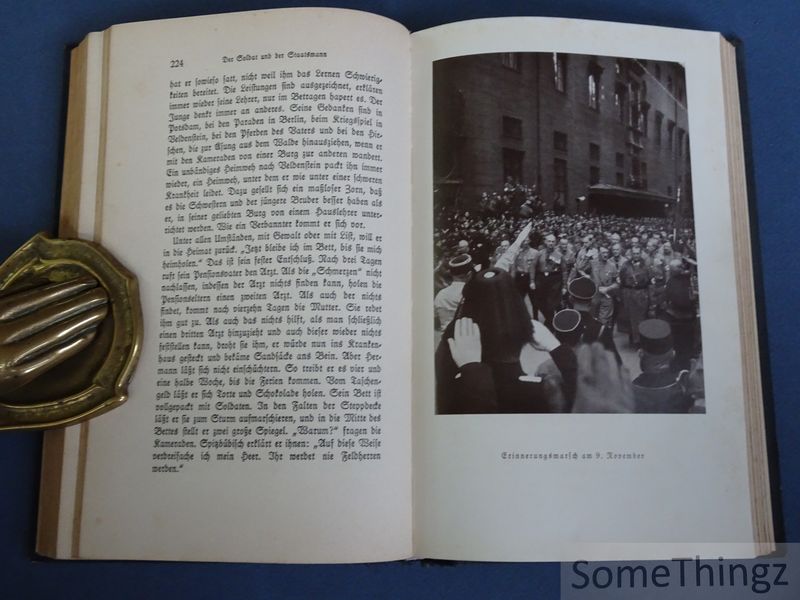 224
Der Soldat und der Staatsmann
hat er sowieso satt, nicht weil ihm das Lernen Schwierig-
keiten bereitet. Die Leistungen sind ausgezeichnet, erklären
immer wieder seine Lehrer, nur im Betragen hapert es. Der
Junge denkt immer an anderes. Seine Gedanken sind in
Potsdam, bei den Paraden in Berlin, beim Kriegsspiel in
Veldenstein, bei den Pferden des Vaters und bei den Hir-
schen, die zur Äsung aus dem Walde hinausziehen, wenn er
mit den Kameraden von einer Burg zur anderen wandert.
Ein unbändiges Heimweh nach Veldenstein packt ihn immer
wieder, ein Heimweh, unter dem er wie unter einer schweren
Krankheit leidet. Dazu gesellt sich ein maßloser Zorn, daß
es die Schwestern und der jüngere Bruder besser haben als
er, in seiner geliebten Burg von einem Hauslehrer unter-
richtet werden. Wie ein Verbannter kommt er sich vor.
Unter allen Umständen, mit Gewalt oder mit List, will er
in die Heimat zurück. „Jetzt bleibe ich im Bett, bis sie mich
heimholen.“ Das ist sein fester Entschluß. Nach drei Tagen
ruft sein Pensionsvater den Arzt. Als die „Schmerzen“ nicht
nachlassen, indessen der Arzt nichts finden kann, holen die
Pensionseltern einen zweiten Arzt. Als auch der nichts
findet, kommt nach vierzehn Tagen die Mutter. Sie redet
ihm gut zu. Als auch das nichts hilft, als man schließlich
einen dritten Arzt hinzuzieht und auch dieser wieder nichts
feststellen kann, droht sie ihm, er würde nun ins Kranken-
haus gesteckt und bekäme Sandsäcke ans Bein. Aber Her-
mann läßt sich nicht einschüchtern. So treibt er es vier und
eine halbe Woche, bis die Ferien kommen. Vom Taschen-
geld läßt er sich Torte und Schokolade holen. Sein Bett ist
vollgepackt mit Soldaten. In den Falten der Steppdecke
läßt er sie zum Sturm aufmarschieren, und in die Mitte des
Bettes stellt er zwei große Spiegel. „Warum?“ fragen die
Kameraden. Spitzbübisch erklärt er ihnen: „Auf diese Weise
verdreifache ich mein Heer. Ihr werdet nie Feldherren
werden.“
Erinnerungsmarsch am 9. November
SomeThingz